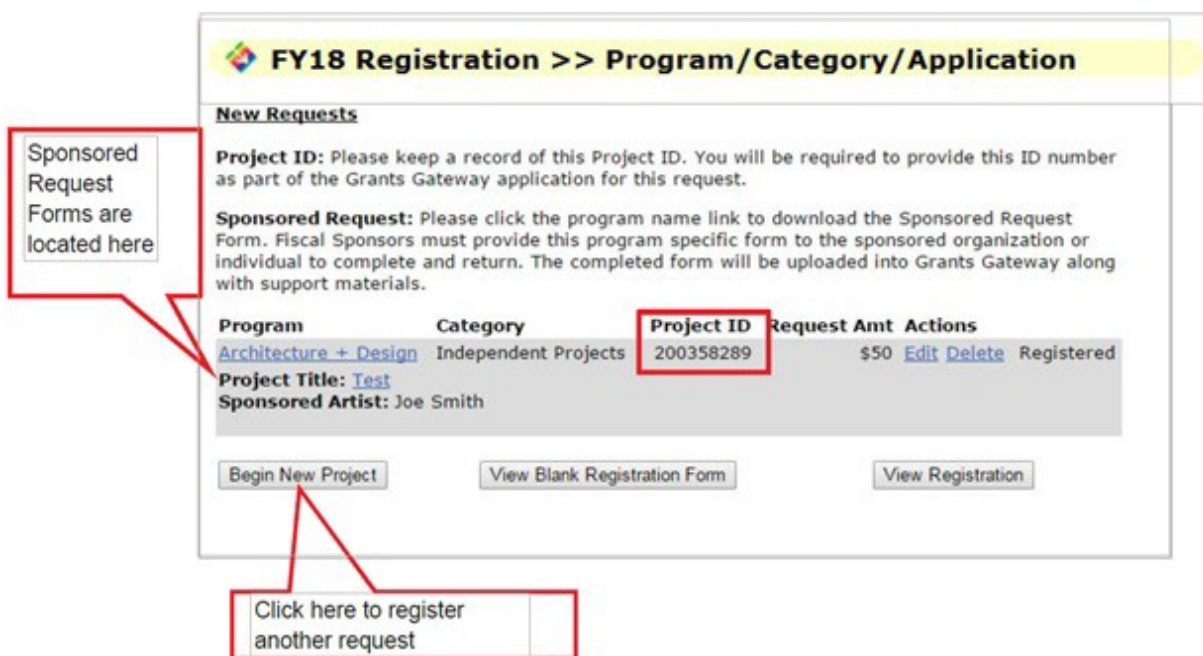 FY18 Registration >> Program/Category/Application
New Requests
Sponsored
Request
Forms are
located here
Project ID: Please keep a record of this Project ID. You will be required to provide this ID number
as part of the Grants Gateway application for this request.
Sponsored Request: Please click the program name link to download the Sponsored Request
Form. Fiscal Sponsors must provide this program specific form to the sponsored organization or
individual to complete and return. The completed form will be uploaded into Grants Gateway along
with support materials.
Program Category Project ID Request Amt Actions
Architecture + Design Independent Projects 200358289 $50 Edit Delete Registered
Project Title: Test
Sponsored Artist: Joe Smith
Begin New Project View Blank Registration Form View Registration
Click here to register
another request